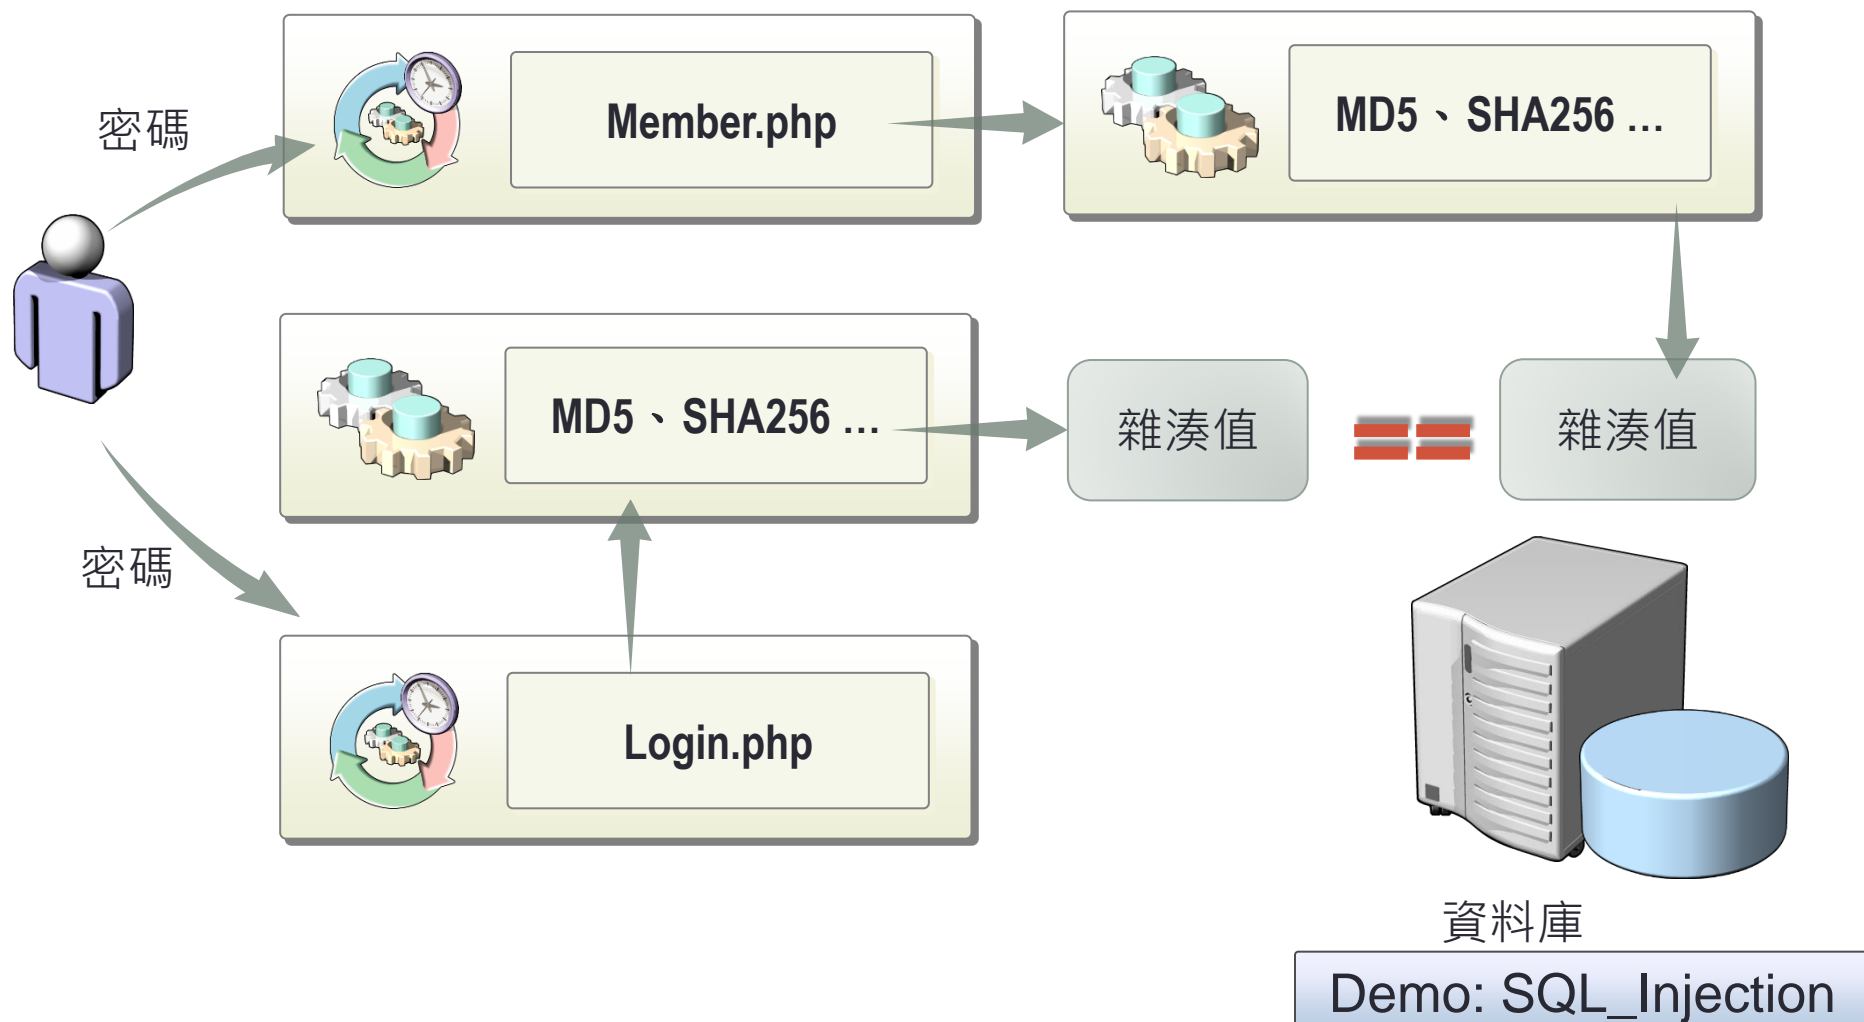 密碼
Member.php
MD5、SHA256 ...
MD5、SHA256 ...
雜湊值
==
雜湊值
密碼
Login.php
資料庫
Demo: SQL_Injection